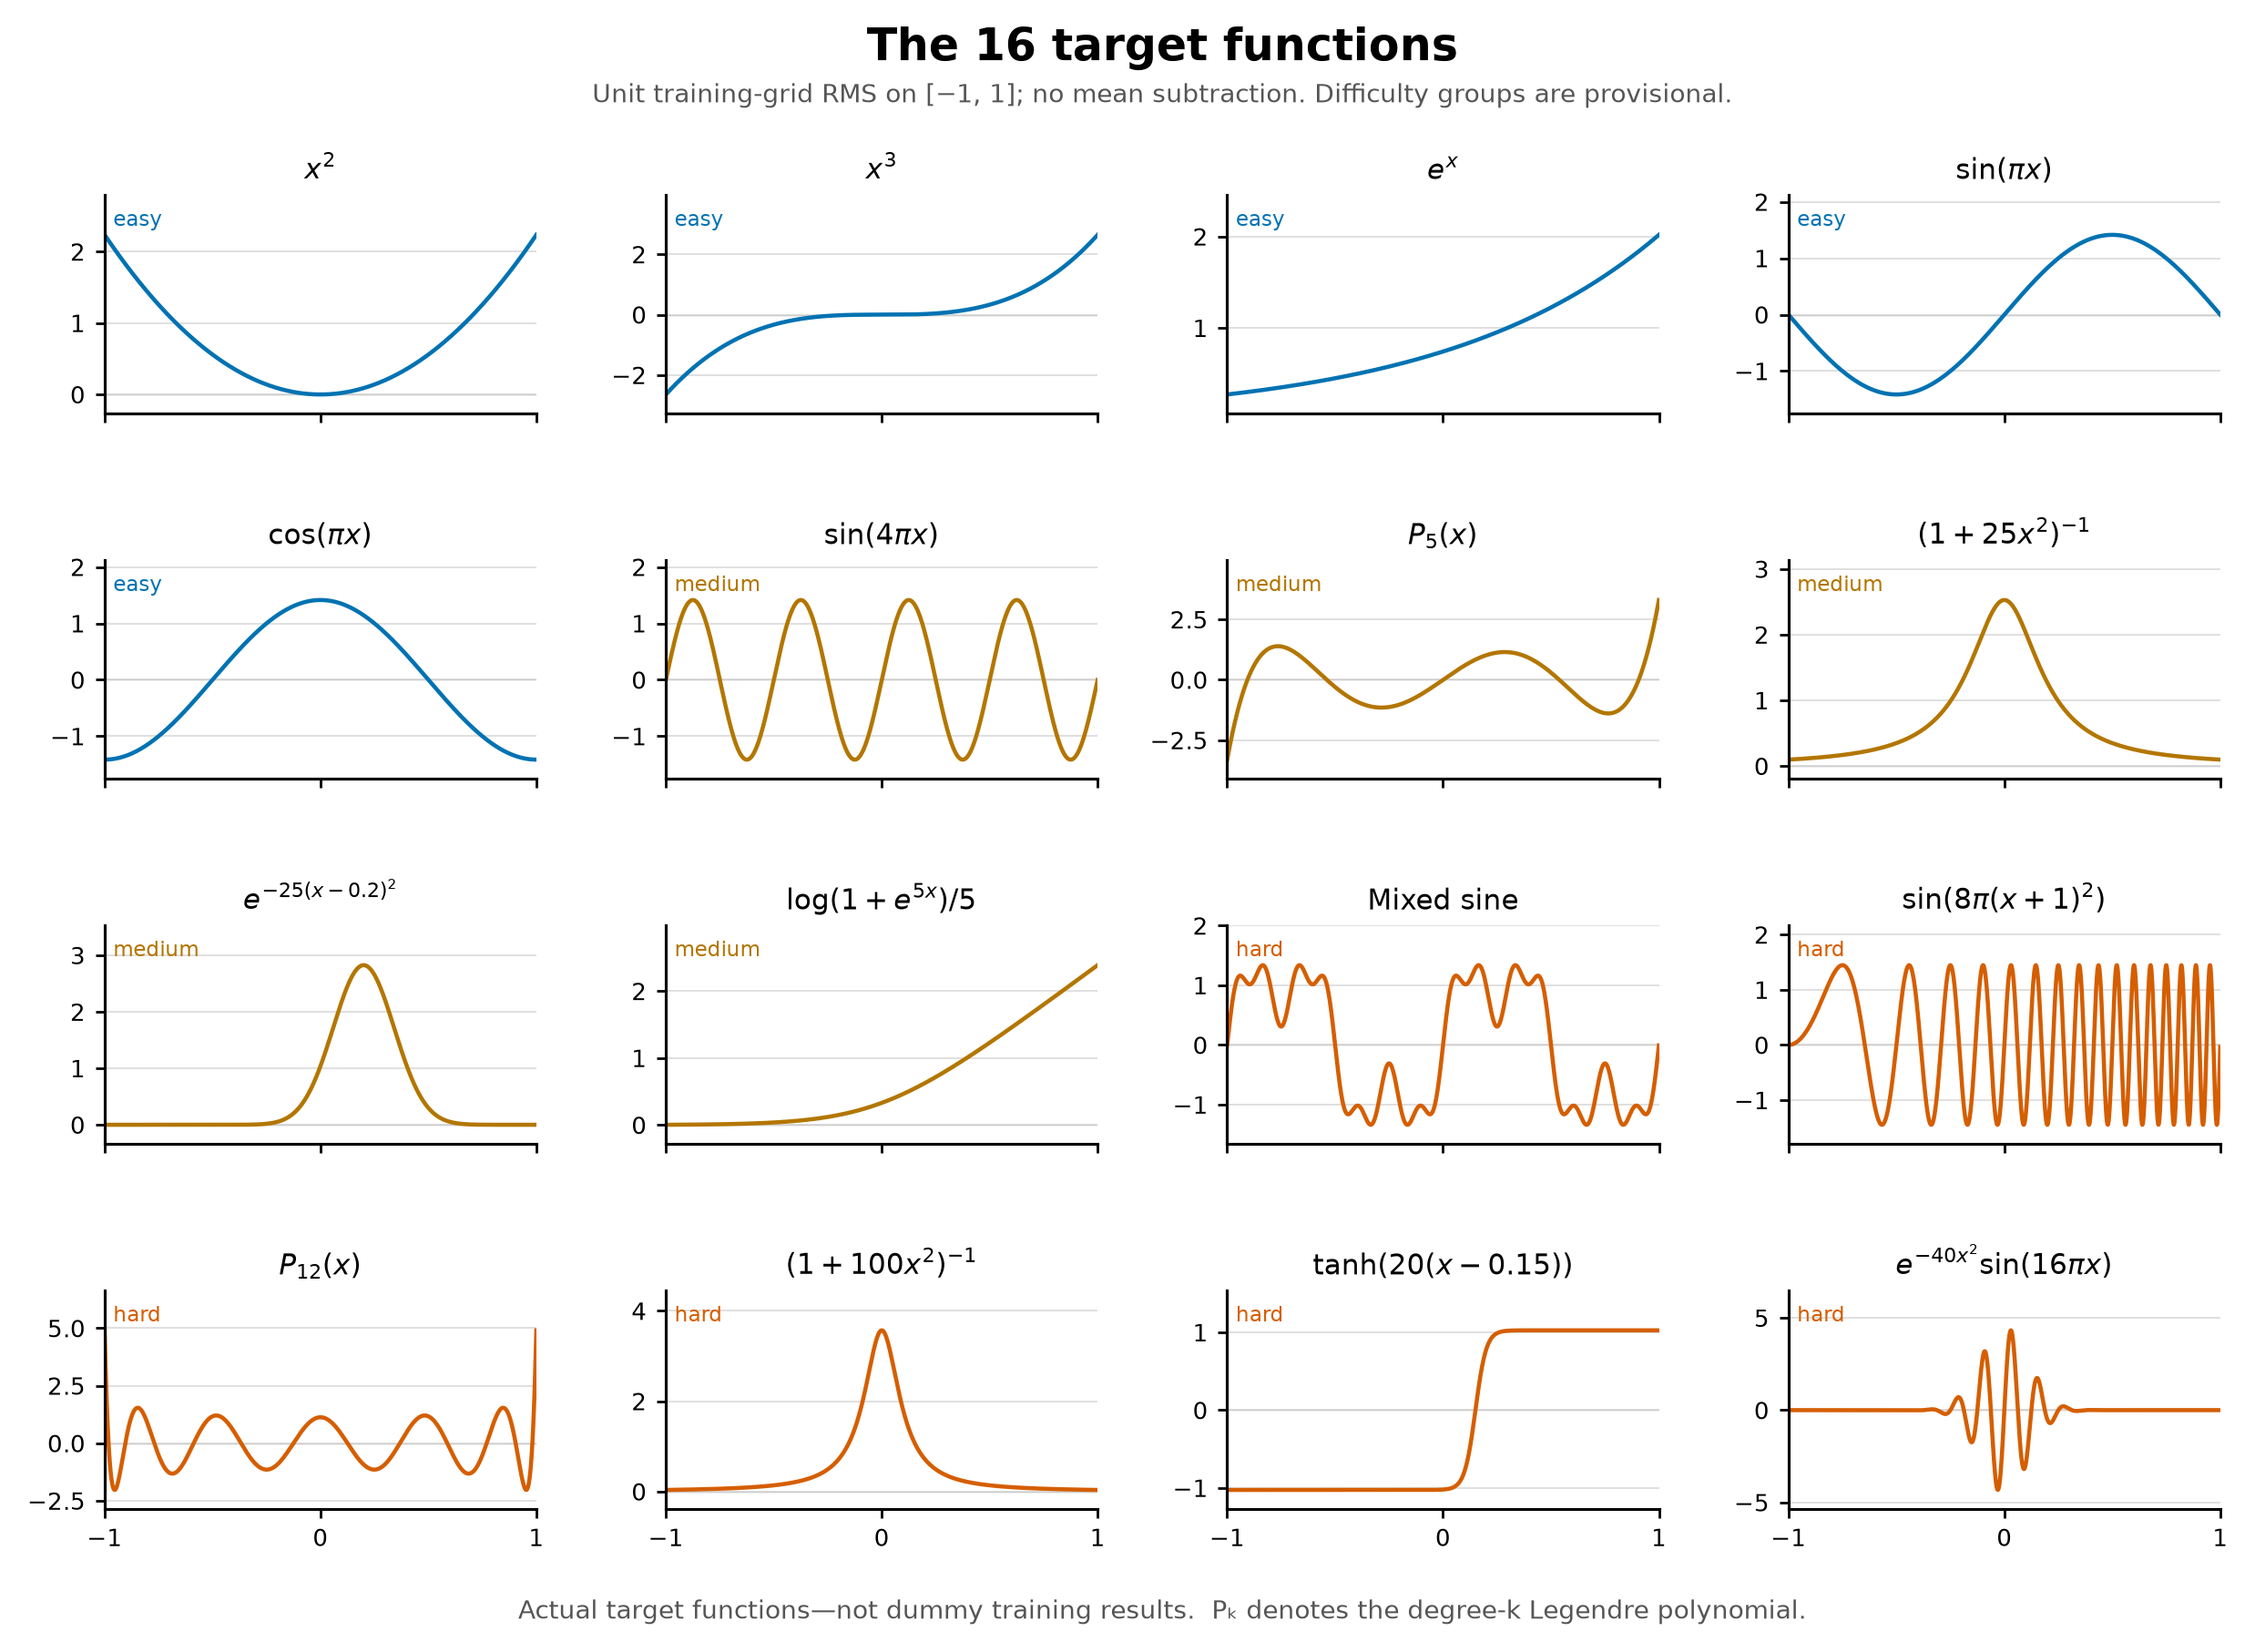 The 16 target functions
Unit training-grid RMS on [−1, 1]; no mean subtraction. Difficulty groups are provisional.
x²
easy
2
1
0
x³
easy
2
0
−2
eˣ
easy
2
1
sin(πx)
easy
2
1
0
−1
cos(πx)
easy
2
1
0
−1
sin(4πx)
medium
2
1
0
−1
P₅(x)
medium
2.5
0.0
−2.5
(1 + 25x²)⁻¹
medium
3
2
1
0
e^{−25(x − 0.2)²}
medium
3
2
1
0
log(1 + e⁵ˣ)/5
medium
2
1
0
Mixed sine
hard
2
1
0
−1
sin(8π(x + 1)²)
hard
2
1
0
−1
P₁₂(x)
hard
5.0
2.5
0.0
−2.5
−1 0 1
(1 + 100x²)⁻¹
hard
4
2
0
−1 0 1
tanh(20(x − 0.15))
hard
1
0
−1
−1 0 1
e^{−40x²}sin(16πx)
hard
5
0
−5
−1 0 1
Actual target functions—not dummy training results. Pₖ denotes the degree-k Legendre polynomial.